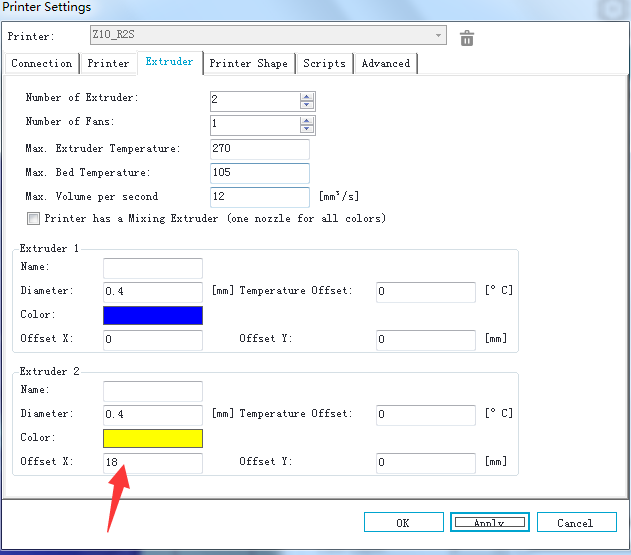 Printer Settings
Printer: Z10_R2S
Connection Printer Extruder Printer Shape Scripts Advanced
Number of Extruder: 2
Number of Fans: 1
Max. Extruder Temperature: 270
Max. Bed Temperature: 105
Max. Volume per second 12 [mm³/s]
Printer has a Mixing Extruder (one nozzle for all colors)
Extruder 1
Name:
Diameter: 0.4 [mm] Temperature Offset: 0 [° C]
Color:
Offset X: 0 Offset Y: 0 [mm]
Extruder 2
Name:
Diameter: 0.4 [mm] Temperature Offset: 0 [° C]
Color:
Offset X: 18 Offset Y: 0 [mm]
OK Apply Cancel